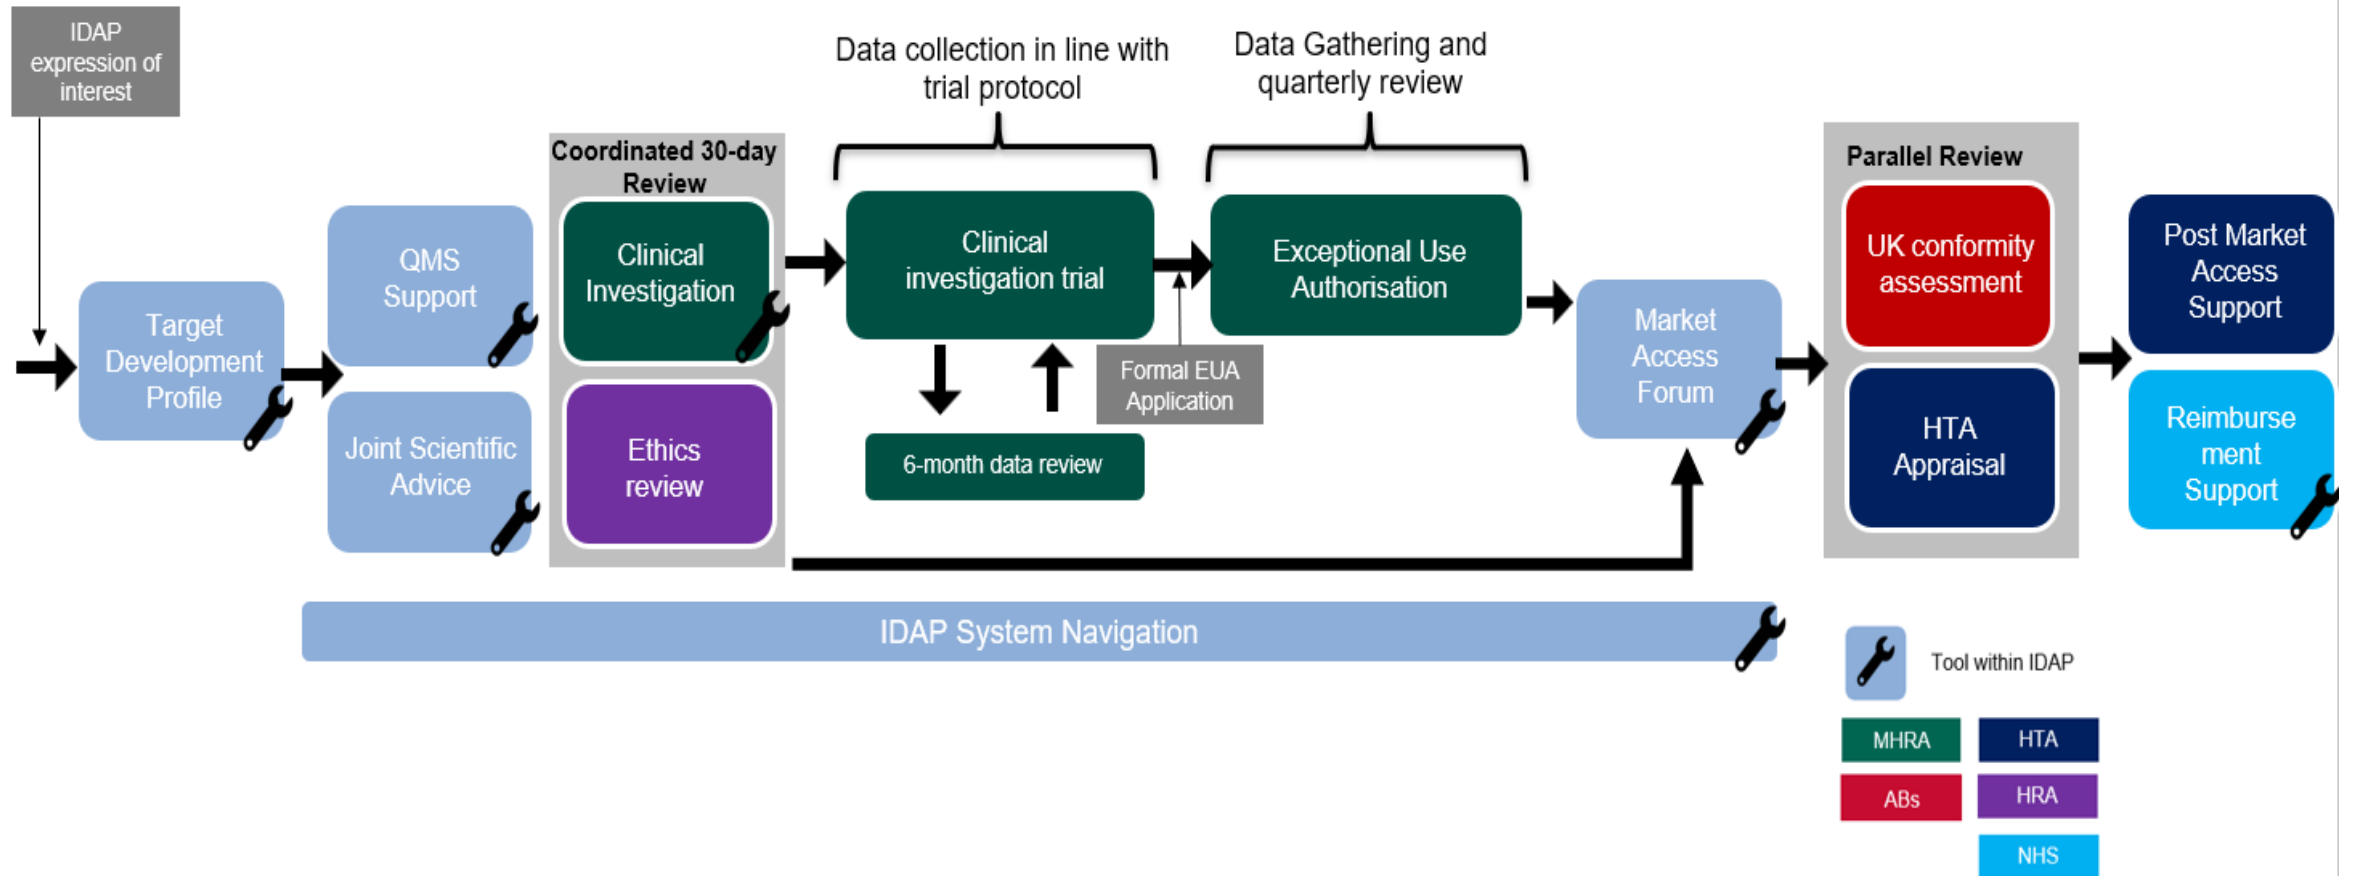 IDAP
expression of
interest
Data collection in line with
trial protocol
Data Gathering and
quarterly review
Coordinated 30-day
Review
Parallel Review
Target
Development
Profile
QMS
Support
Joint Scientific
Advice
Clinical
Investigation
Ethics
review
Clinical
investigation trial
6-month data review
Formal EUA
Application
Exceptional Use
Authorisation
Market
Access
Forum
UK conformity
assessment
HTA
Appraisal
Post Market
Access
Support
Reimburse
ment
Support
IDAP System Navigation
Tool within IDAP
MHRA
HTA
ABs
HRA
NHS